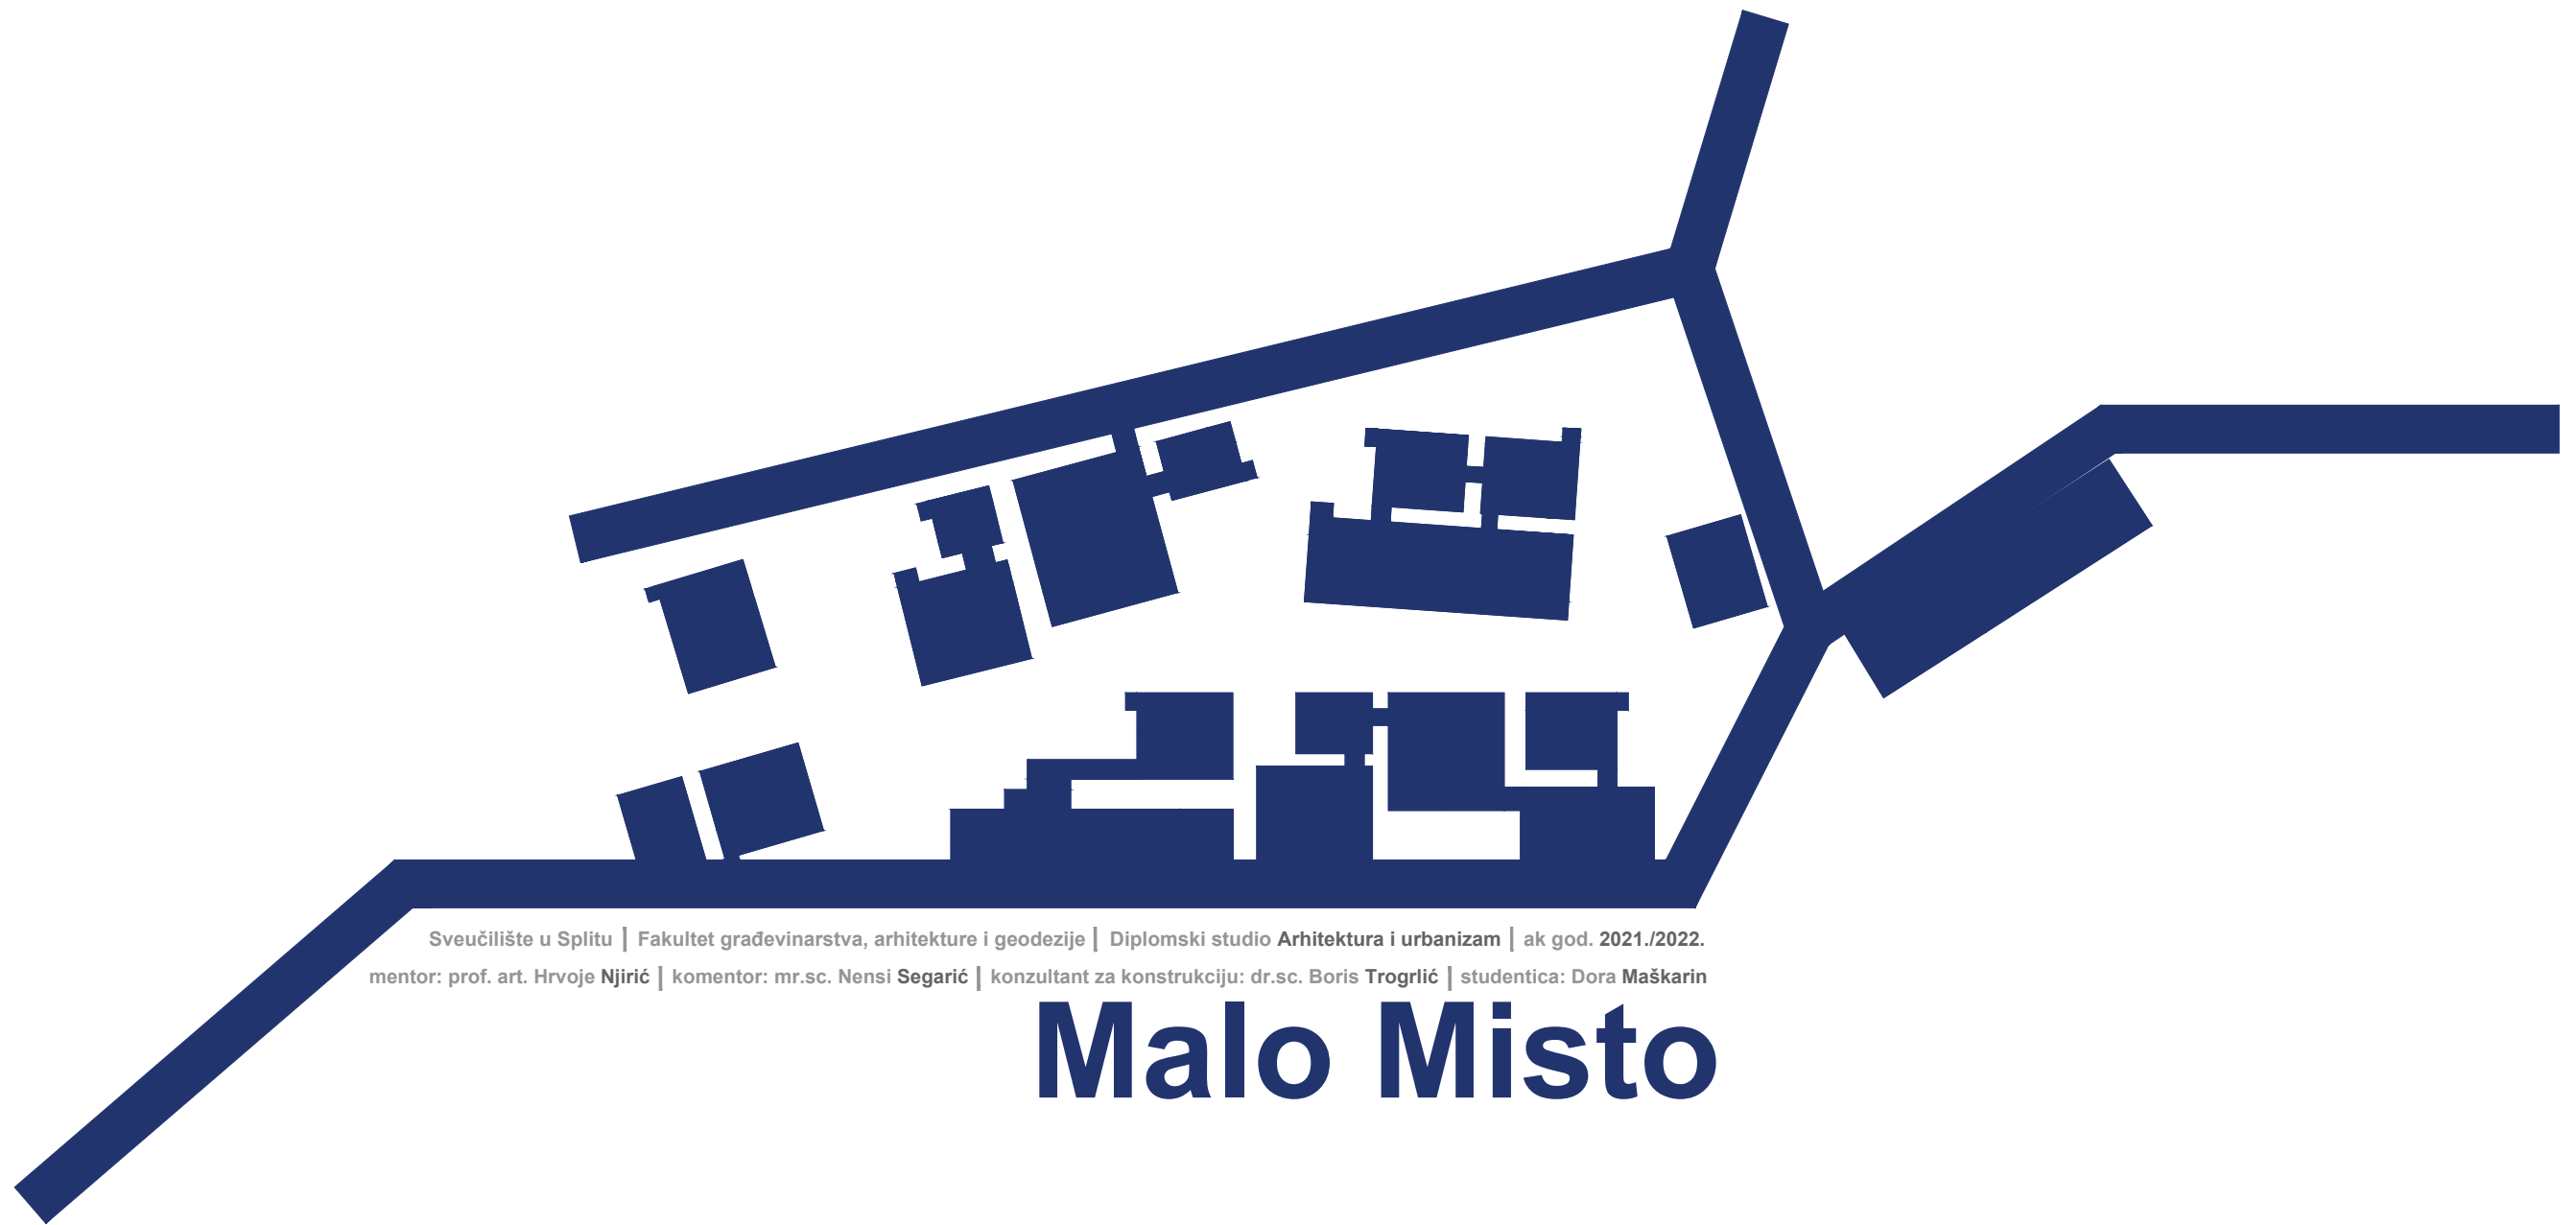 Sveučilište u Splitu | Fakultet građevinarstva, arhitekture i geodezije | Diplomski studio Arhitektura i urbanizam | ak god. 2021./2022.
mentor: prof. art. Hrvoje Njirić | komentor: mr.sc. Nensi Segarić | konzultant za konstrukciju: dr.sc. Boris Trogrlić | studentica: Dora Maškarin
Malo Misto